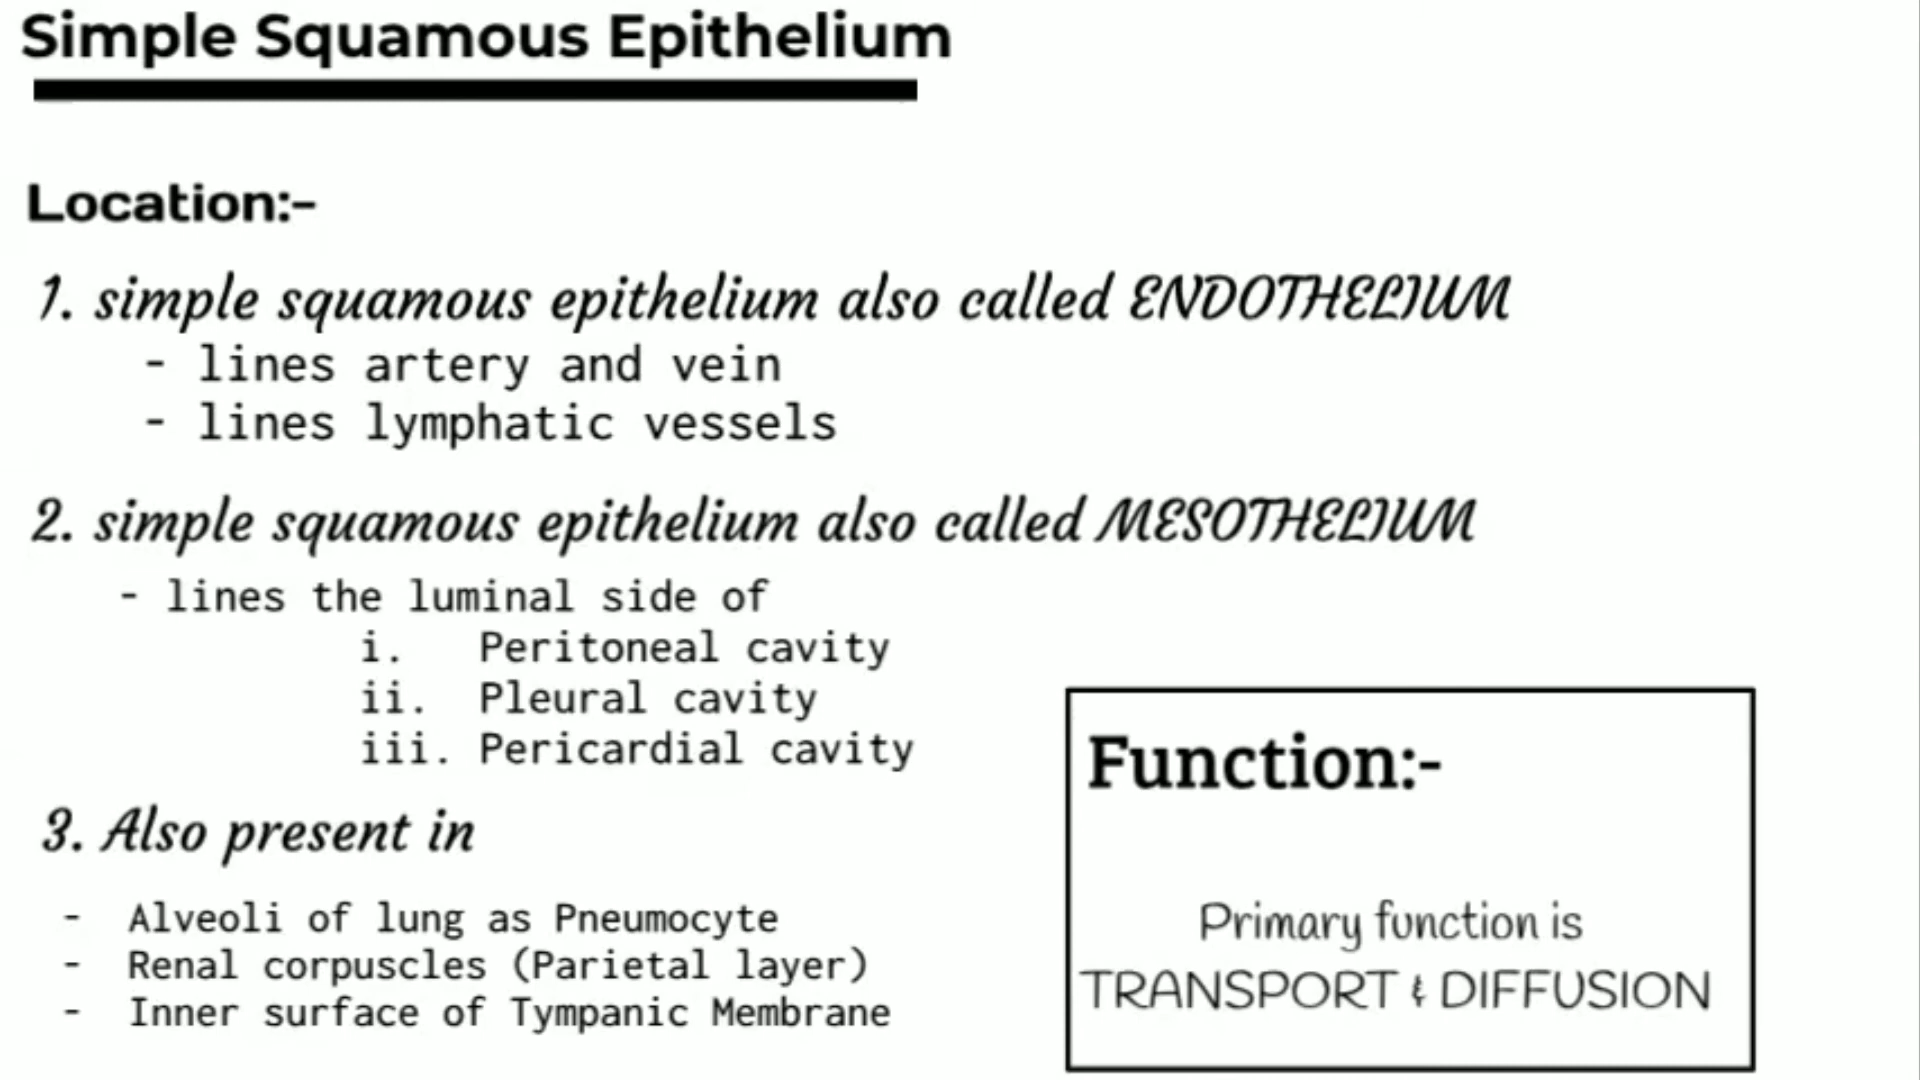 Simple Squamous Epithelium
Location:-
1. simple squamous epithelium also called ENDOTHELIUM
- lines artery and vein
- lines lymphatic vessels
2. simple squamous epithelium also called MESOTHELIUM
- lines the luminal side of
i. Peritoneal cavity
ii. Pleural cavity
iii. Pericardial cavity
3. Also present in
- Alveoli of lung as Pneumocyte
- Renal corpuscles (Parietal layer)
- Inner surface of Tympanic Membrane
Function:-
Primary function is
TRANSPORT & DIFFUSION